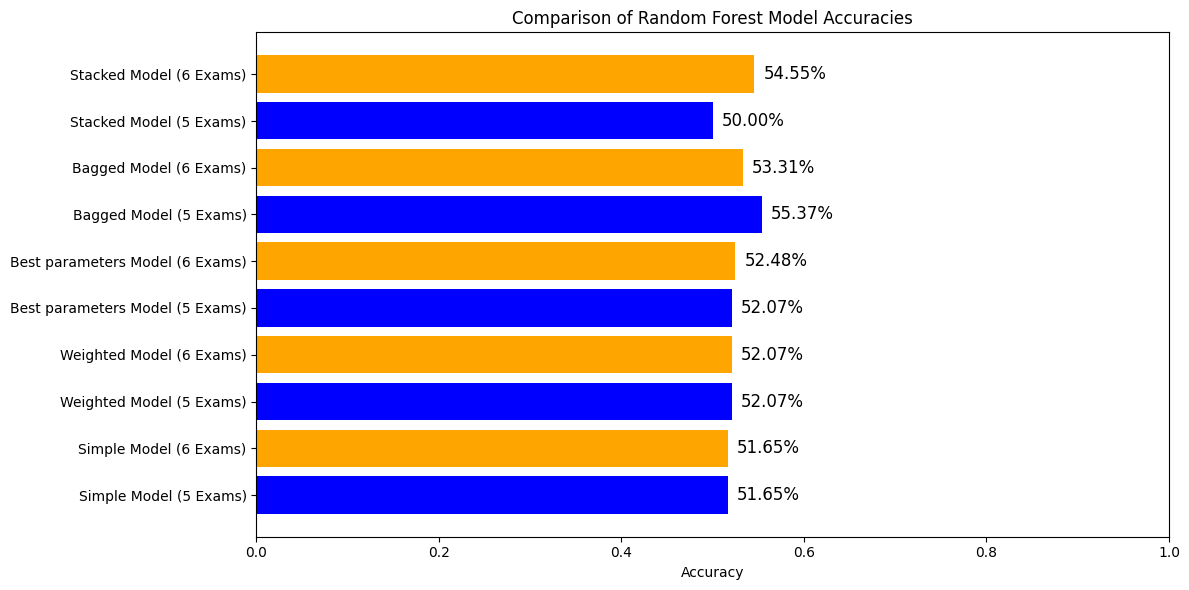 Comparison of Random Forest Model Accuracies
Stacked Model (6 Exams) 54.55%
Stacked Model (5 Exams) 50.00%
Bagged Model (6 Exams) 53.31%
Bagged Model (5 Exams) 55.37%
Best parameters Model (6 Exams) 52.48%
Best parameters Model (5 Exams) 52.07%
Weighted Model (6 Exams) 52.07%
Weighted Model (5 Exams) 52.07%
Simple Model (6 Exams) 51.65%
Simple Model (5 Exams) 51.65%
0.0 0.2 0.4 0.6 0.8 1.0
Accuracy